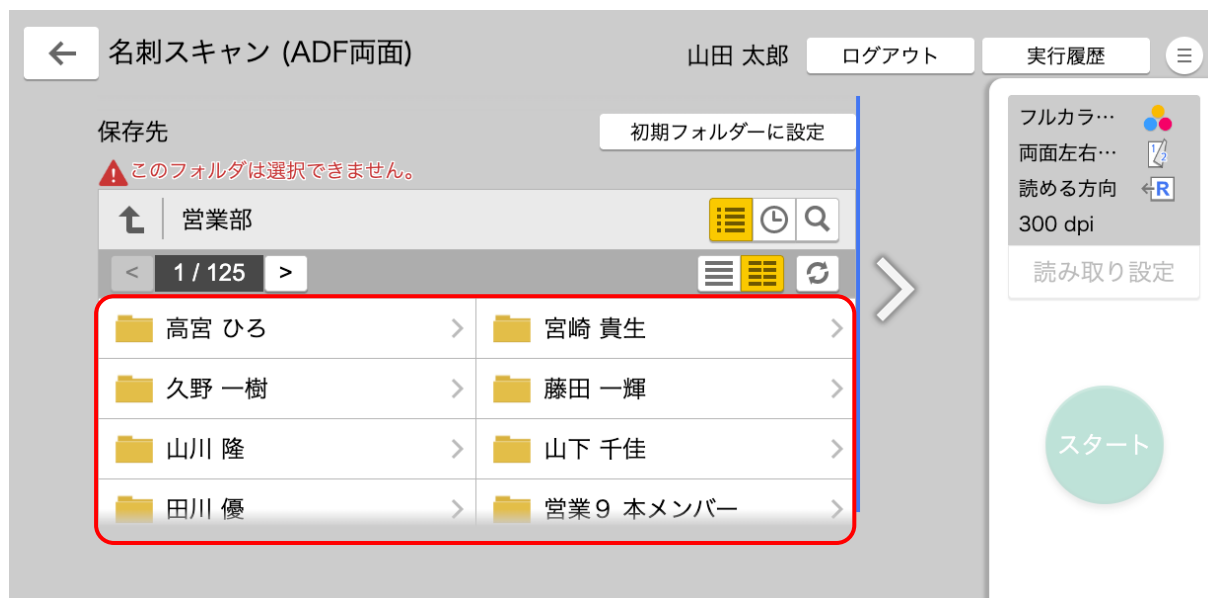 名刺スキャン (ADF両面)
山田 太郎
ログアウト
実行履歴
保存先
初期フォルダーに設定
このフォルダは選択できません。
営業部
< 1 / 125 >
高宮 ひろ
宮崎 貴生
久野 一樹
藤田 一輝
山川 隆
山下 千佳
田川 優
営業9 本メンバー
フルカラ…
両面左右…
1/2
読める方向
R
300 dpi
読み取り設定
スタート